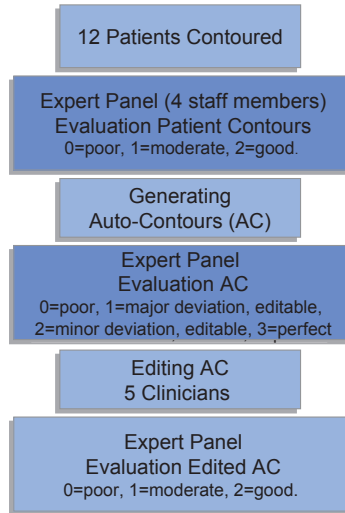 12 Patients Contoured
Expert Panel (4 staff members)
Evaluation Patient Contours
0=poor, 1=moderate, 2=good.
Generating
Auto-Contours (AC)
Expert Panel
Evaluation AC
0=poor, 1=major deviation, editable,
2=minor deviation, editable, 3=perfect
Editing AC
5 Clinicians
Expert Panel
Evaluation Edited AC
0=poor, 1=moderate, 2=good.